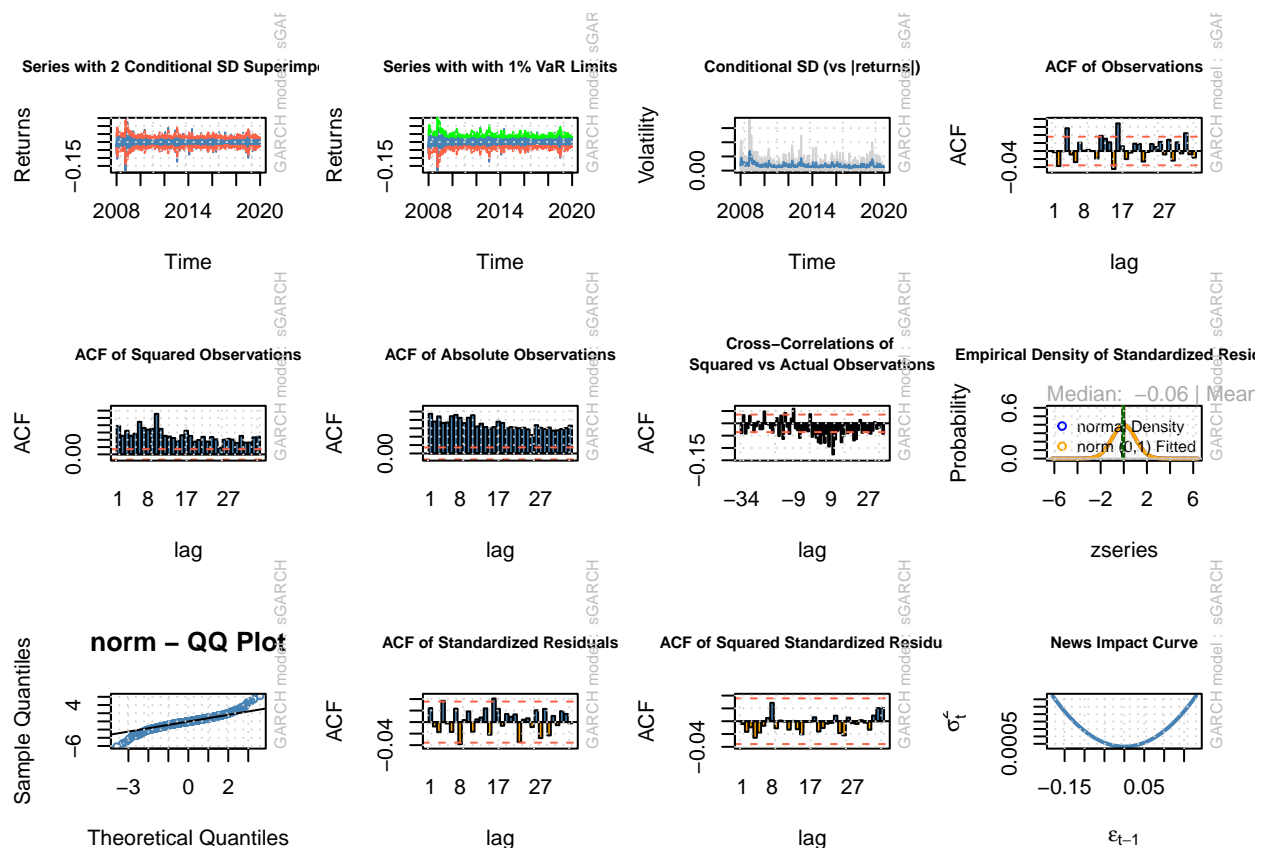 Series with 2 Conditional SD Superimp
Returns
−0.15
2008 2014 2020
Time
GARCH model : sGAR
Series with with 1% VaR Limits
Returns
−0.15
2008 2014 2020
Time
GARCH model : sGAR
Conditional SD (vs |returns|)
Volatility
0.00
2008 2014 2020
Time
GARCH model : sGAR
ACF of Observations
ACF
−0.04
1 8 17 27
lag
GARCH model : sGAR
ACF of Squared Observations
ACF
0.00
1 8 17 27
lag
GARCH model : sGARCH
ACF of Absolute Observations
ACF
0.00
1 8 17 27
lag
GARCH model : sGARCH
Cross−Correlations of
Squared vs Actual Observations
ACF
−0.15
−34 −9 9 27
lag
GARCH model : sGARCH
Empirical Density of Standardized Resid
Median: −0.06 | Mean
Probability
0.0 0.6
normal Density
norm (0,1) Fitted
−6 −2 2 6
zseries
GARCH model : sGARCH
norm − QQ Plot
Sample Quantiles
−6 4
−3 0 2
Theoretical Quantiles
GARCH model : sGARCH
ACF of Standardized Residuals
ACF
−0.04
1 8 17 27
lag
GARCH model : sGARCH
ACF of Squared Standardized Residu
ACF
−0.04
1 8 17 27
lag
GARCH model : sGARCH
News Impact Curve
0.0005
−0.15 0.05
εt−1
GARCH model : sGARCH